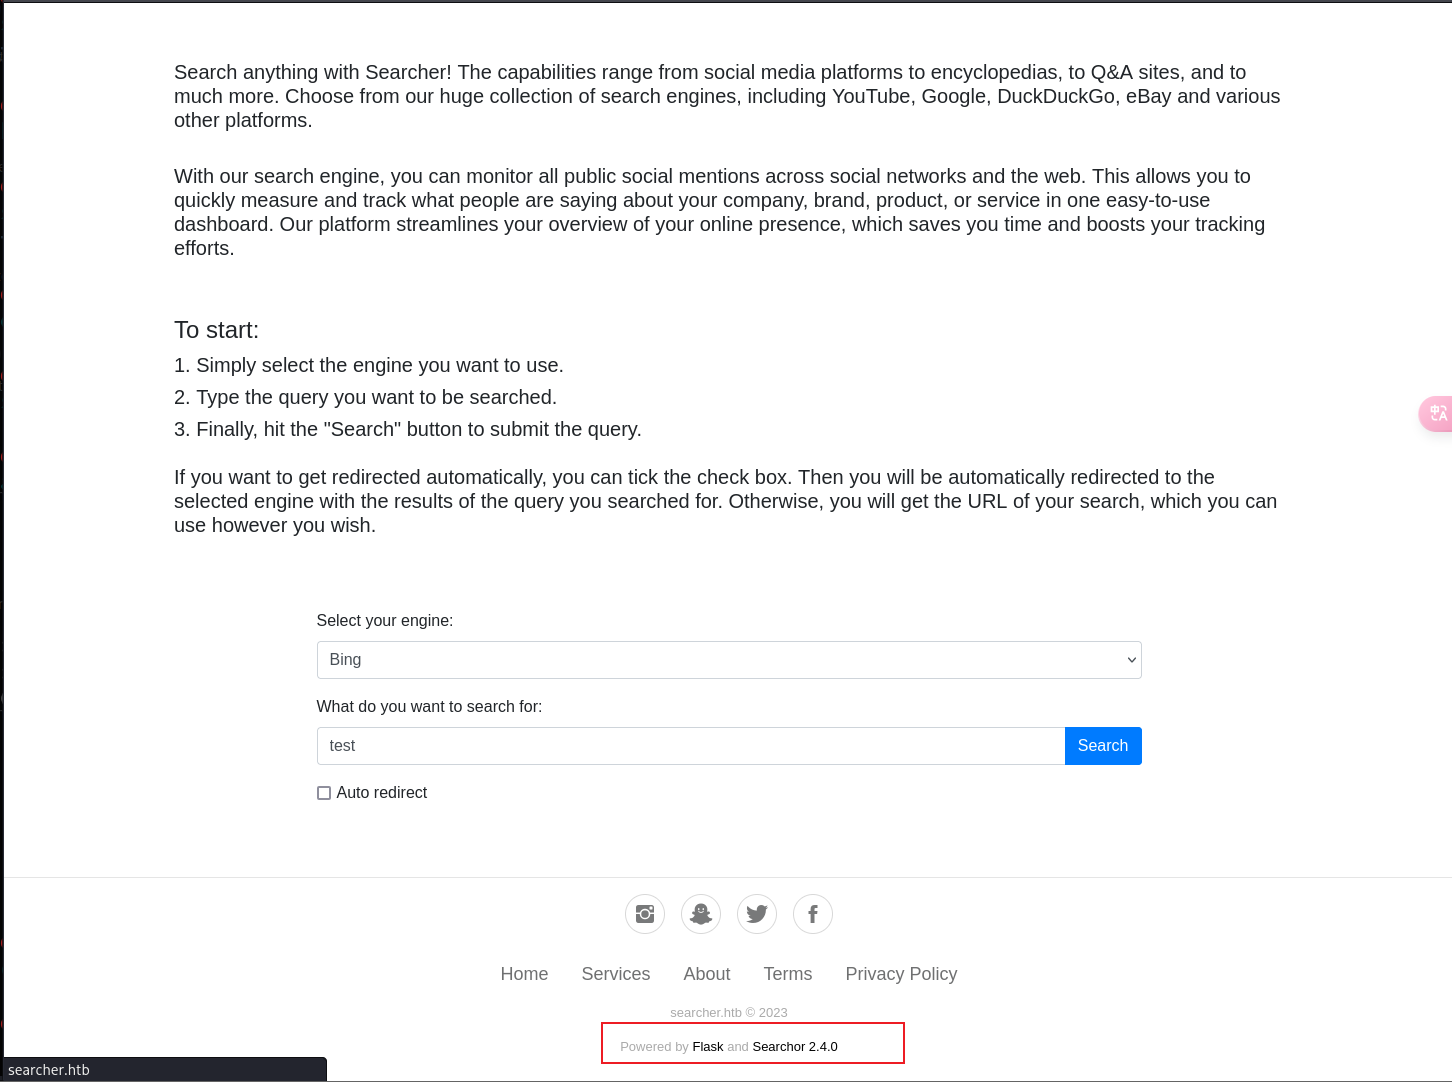 Search anything with Searcher! The capabilities range from social media platforms to encyclopedias, to Q&A sites, and to
much more. Choose from our huge collection of search engines, including YouTube, Google, DuckDuckGo, eBay and various
other platforms.
With our search engine, you can monitor all public social mentions across social networks and the web. This allows you to
quickly measure and track what people are saying about your company, brand, product, or service in one easy-to-use
dashboard. Our platform streamlines your overview of your online presence, which saves you time and boosts your tracking
efforts.
To start:
1. Simply select the engine you want to use.
2. Type the query you want to be searched.
3. Finally, hit the "Search" button to submit the query.
If you want to get redirected automatically, you can tick the check box. Then you will be automatically redirected to the
selected engine with the results of the query you searched for. Otherwise, you will get the URL of your search, which you can
use however you wish.
Select your engine:
Bing
What do you want to search for:
test Search
Auto redirect
Home Services About Terms Privacy Policy
searcher.htb © 2023
Powered by Flask and Searchor 2.4.0
searcher.htb